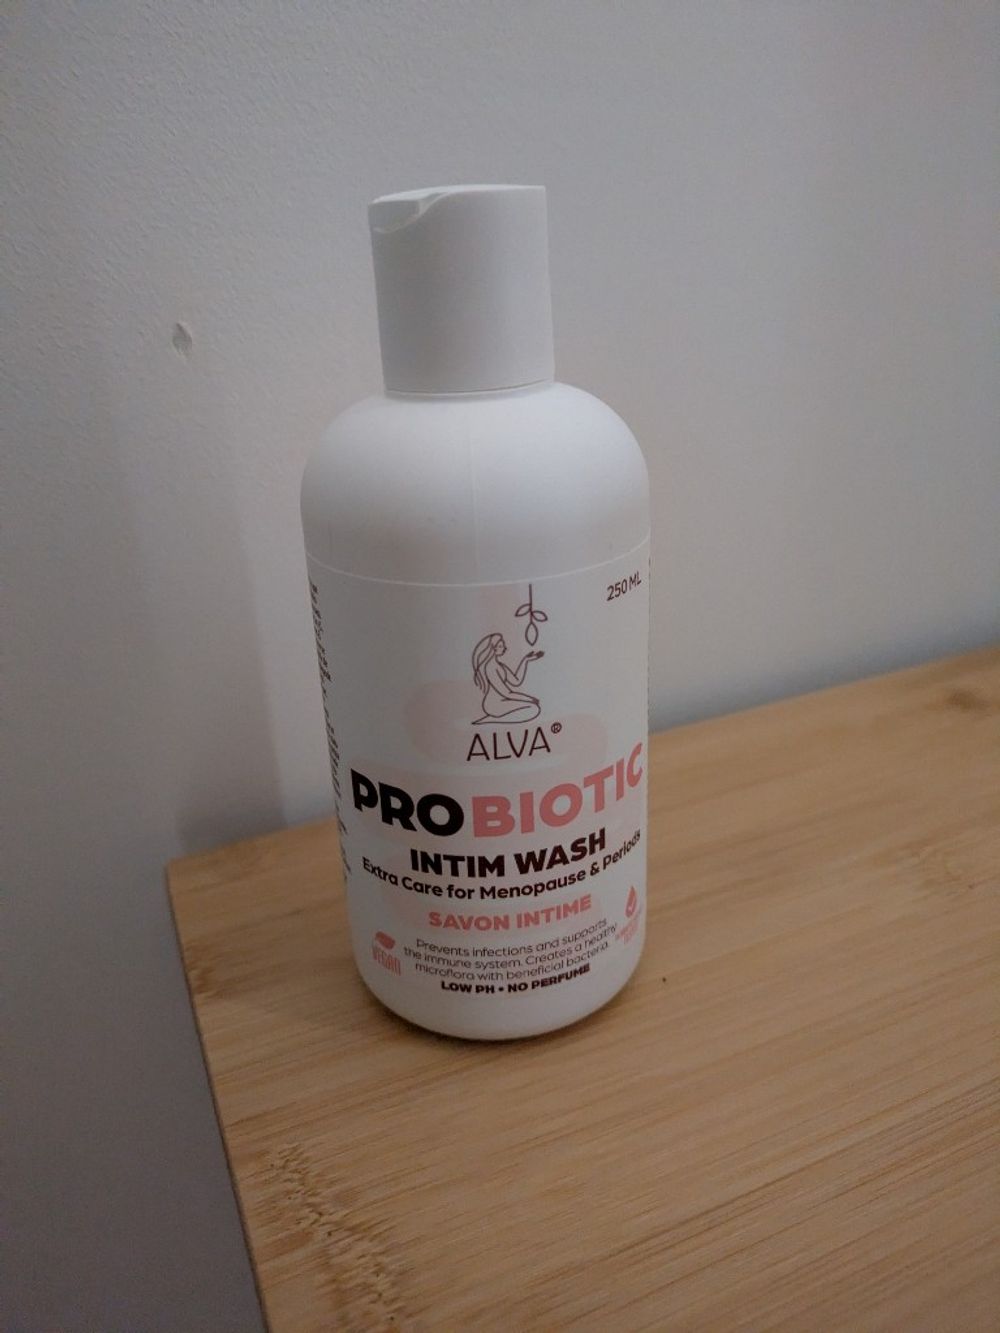 250 ML
ALVA®
PROBIOTIC
INTIM WASH
Extra Care for Menopause & Periods
SAVON INTIME
VEGAN
Prevents infections and supports
the immune system. Creates a healthy
microflora with beneficial bacteria.
LOW PH • NO PERFUME